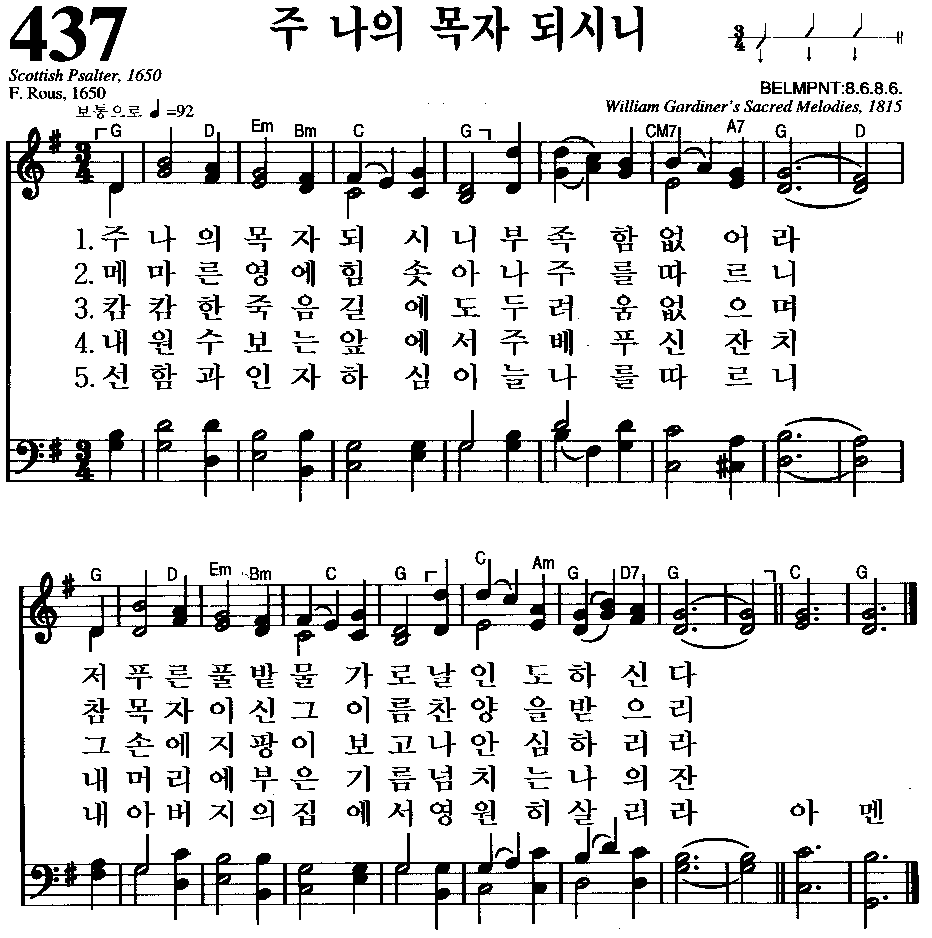 437 주 나의 목자 되시니
3/4
Scottish Psalter, 1650
F. Rous, 1650
BELMPNT:8.6.8.6.
보통으로 ♩=92
William Gardiner's Sacred Melodies, 1815
G D Em Bm C G CM7 A7 G D
1. 주 나 의 목 자 되 시 니 부 족 함 없 어 라
2. 메 마 른 영 에 힘 솟 아 나 주 를 따 르 니
3. 캄 캄 한 죽 음 길 에 도 두 려 움 없 으 며
4. 내 원 수 보 는 앞 에 서 주 베 푸 신 잔 치
5. 선 함 과 인 자 하 심 이 늘 나 를 따 르 니
G D Em Bm C G C Am G D7 G C G
저 푸 른 풀 밭 물 가 로 날 인 도 하 신 다
참 목 자 이 신 그 이 름 찬 양 을 받 으 리
그 손 에 지 팡 이 보 고 나 안 심 하 리 라
내 머 리 에 부 은 기 름 넘 치 는 나 의 잔
내 아 버 지 의 집 에 서 영 원 히 살 리 라 아 멘